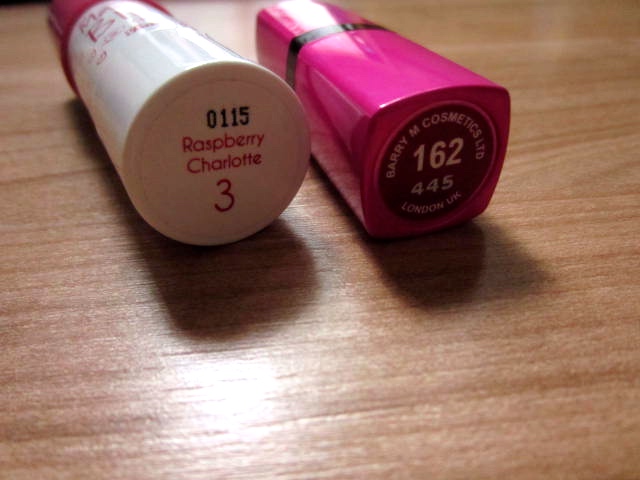 0115
Raspberry
Charlotte
3
BARRY M COSMETICS LTD
162
445
LONDON UK